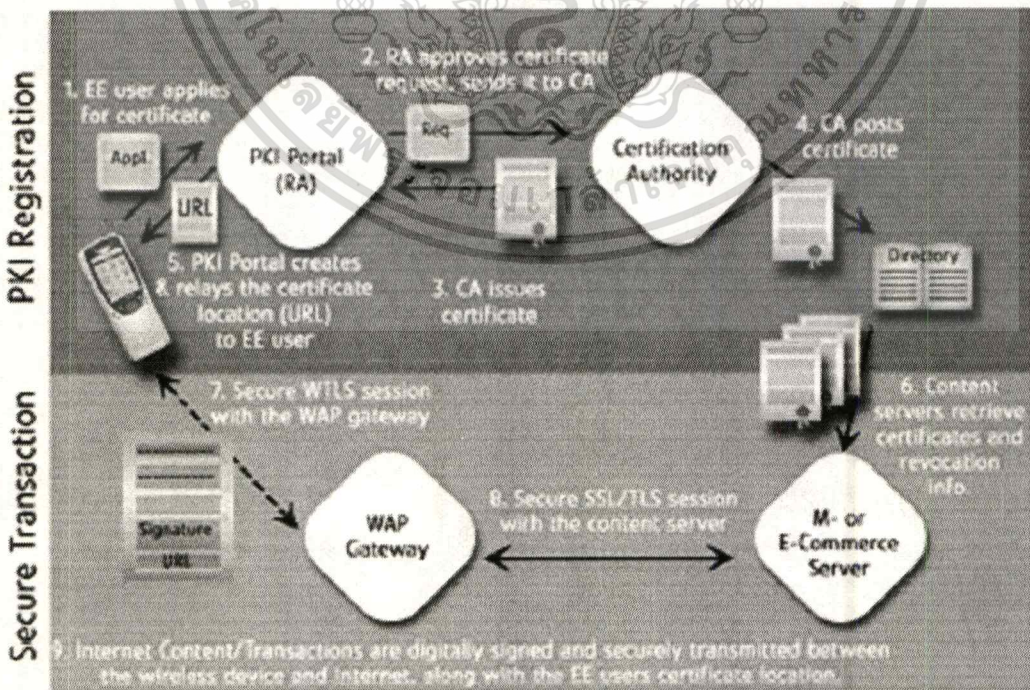 PKI Registration
1. EE user applies
for certificate
Appl.
URL
PCI Portal
(RA)
2. RA approves certificate
request, sends it to CA
Req
Certification
Authority
4. CA posts
certificate
Directory
5. PKI Portal creates
& relays the certificate
location (URL)
to EE user
3. CA issues
certificate
Secure Transaction
7. Secure WTLS session
with the WAP gateway
6. Content
servers retrieve
certificates and
revocation
info.
Signature
URL
WAP
Gateway
8. Secure SSL/TLS session
with the content server
M- or
E-Commerce
Server
9. Internet Content/Transactions are digitally signed and securely transmitted between
the wireless device and Internet, along with the EE users certificate location.